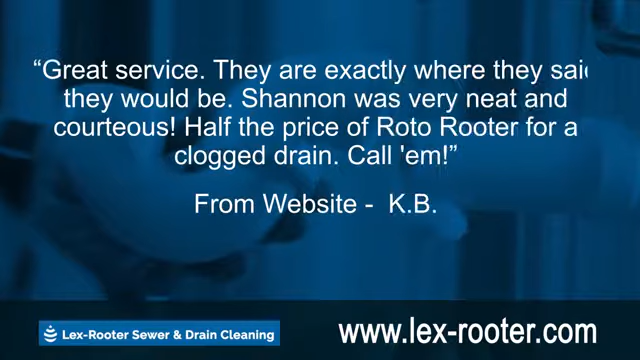 “Great service. They are exactly where they said
they would be. Shannon was very neat and
courteous! Half the price of Roto Rooter for a
clogged drain. Call 'em!”
From Website - K.B.
Lex-Rooter Sewer & Drain Cleaning
www.lex-rooter.com